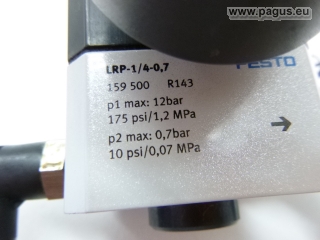 www.pagus.eu
LRP-1/4-0,7
FESTO
159 500 R143
p1 max: 12bar
175 psi/1,2 MPa
p2 max: 0,7bar
10 psi/0,07 MPa